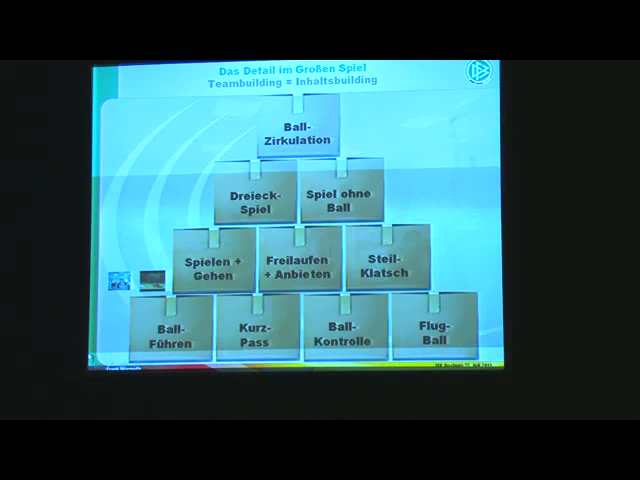 Das Detail im Großen Spiel
Teambuilding = Inhaltsbuilding
Ball-
Zirkulation
Dreieck-
Spiel
Spiel ohne
Ball
Spielen +
Gehen
Freilaufen
+ Anbieten
Steil-
Klatsch
Ball-
Führen
Kurz-
Pass
Ball-
Kontrolle
Flug-
Ball